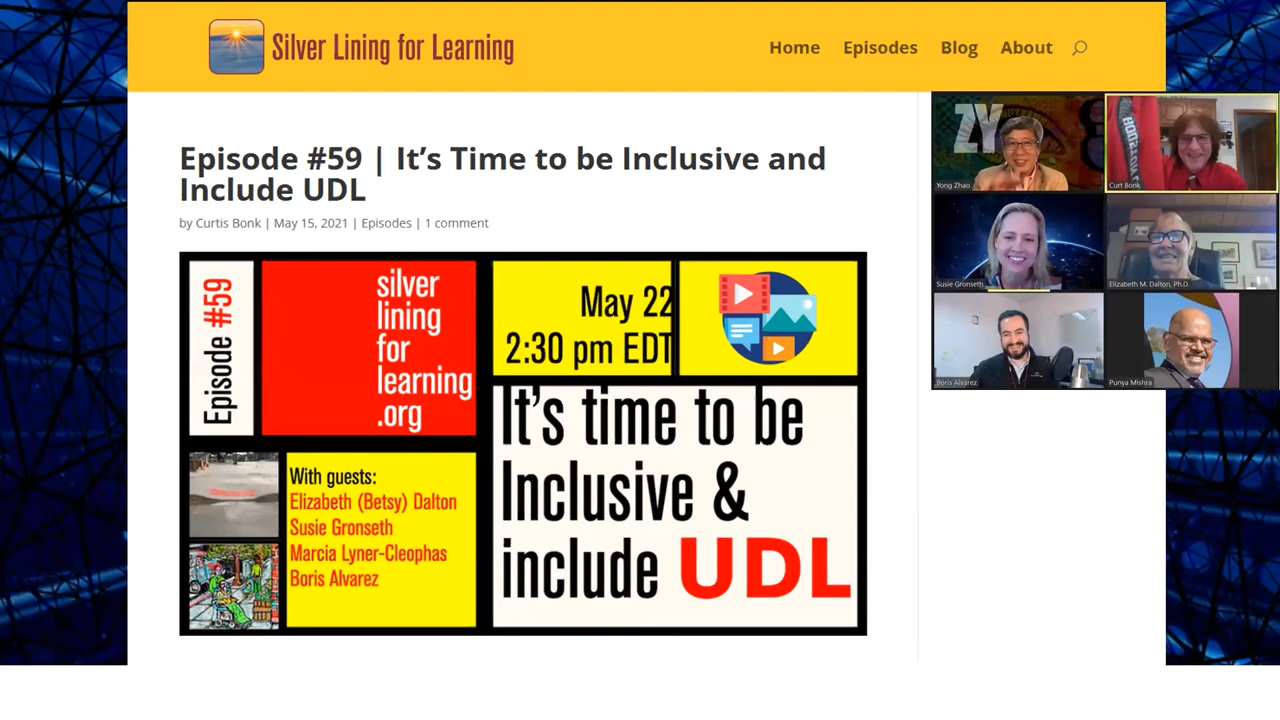 Silver Lining for Learning
Home Episodes Blog About
Episode #59 | It’s Time to be Inclusive and
Include UDL
by Curtis Bonk | May 15, 2021 | Episodes | 1 comment
Episode #59
silver
lining
for
learning
.org
May 22
2:30 pm EDT
With guests:
Elizabeth (Betsy) Dalton
Susie Gronseth
Marcia Lyner-Cleophas
Boris Alvarez
It’s time to be
Inclusive &
include UDL
ZY
Yong Zhao
Curt Bonk
Susie Gronseth
Elizabeth M. Dalton, Ph.D.
Boris Alvarez
Punya Mishra